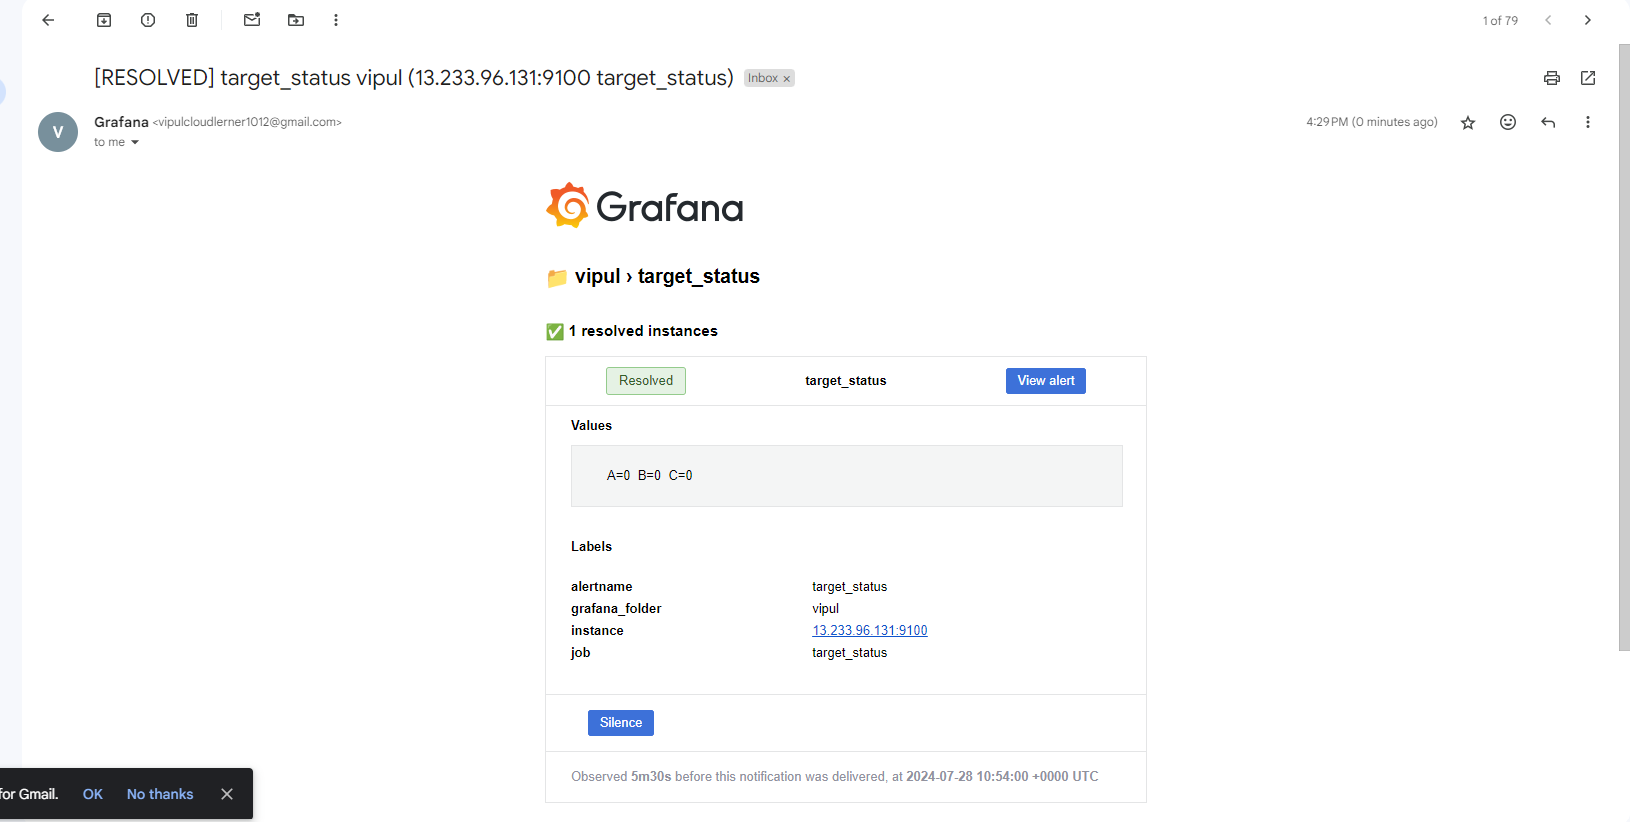 1 of 79
[RESOLVED] target_status vipul (13.233.96.131:9100 target_status) Inbox ×
V
Grafana <vipulcloudlerner1012@gmail.com>
4:29 PM (0 minutes ago)
to me
Grafana
vipul › target_status
1 resolved instances
Resolved target_status View alert
Values
A=0 B=0 C=0
Labels
alertname target_status
grafana_folder vipul
instance 13.233.96.131:9100
job target_status
Silence
Observed 5m30s before this notification was delivered, at 2024-07-28 10:54:00 +0000 UTC
for Gmail. OK No thanks